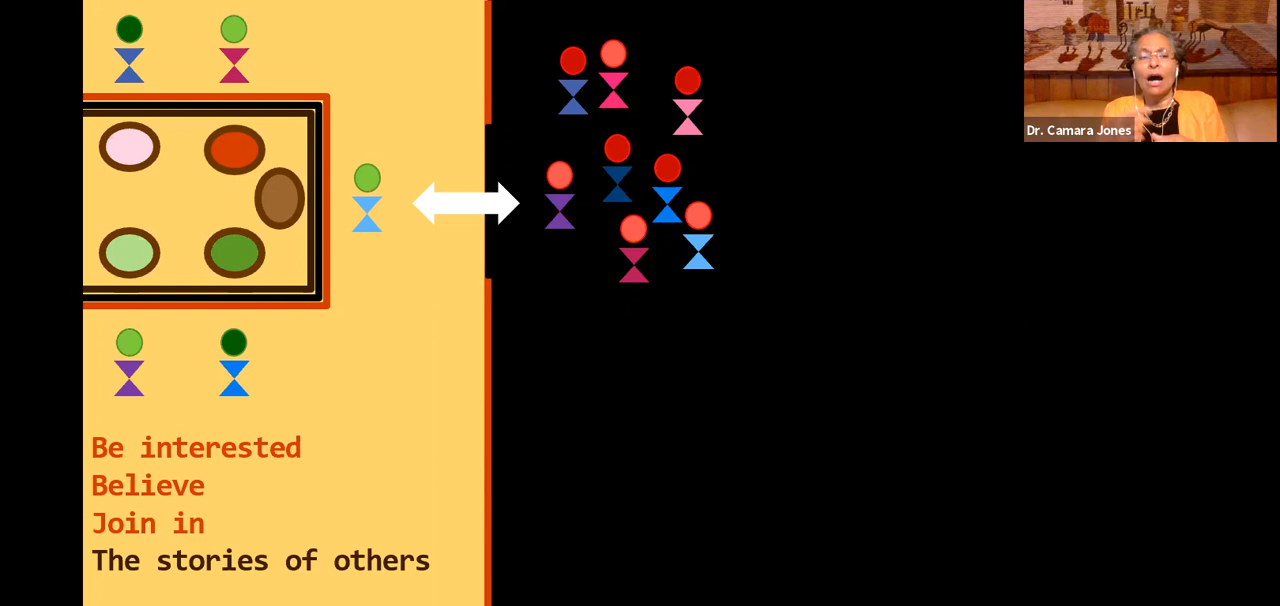 Dr. Camara Jones
Be interested
Believe
Join in
The stories of others